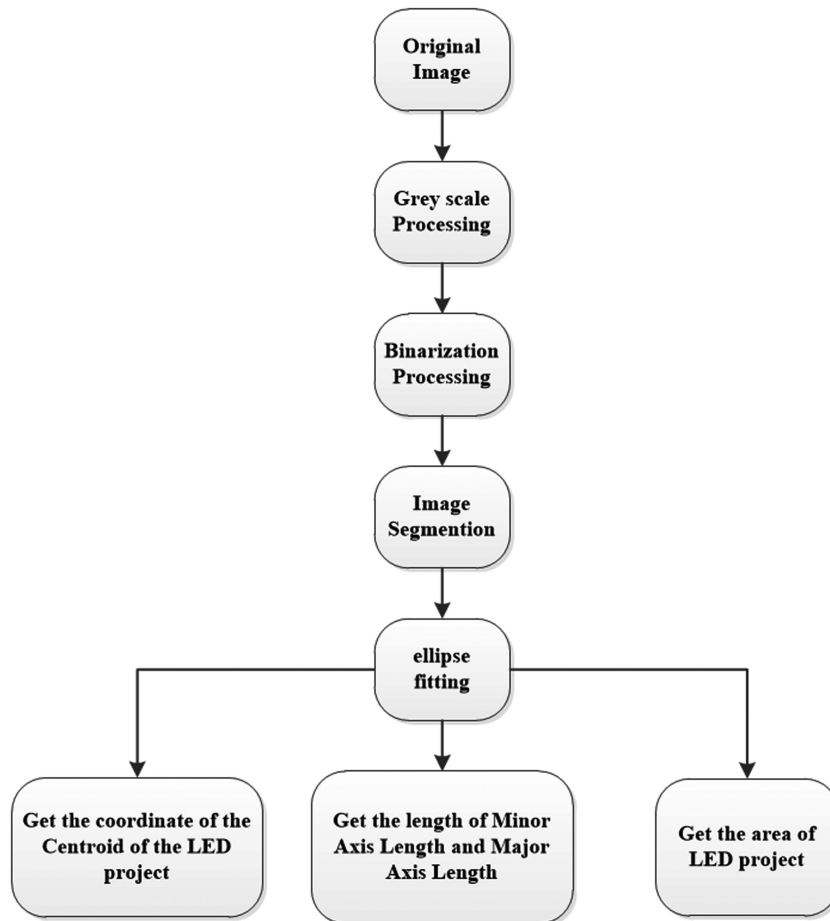 Original
Image
Grey scale
Processing
Binarization
Processing
Image
Segmention
ellipse
fitting
Get the coordinate of the
Centroid of the LED
project
Get the length of Minor
Axis Length and Major
Axis Length
Get the area of
LED project